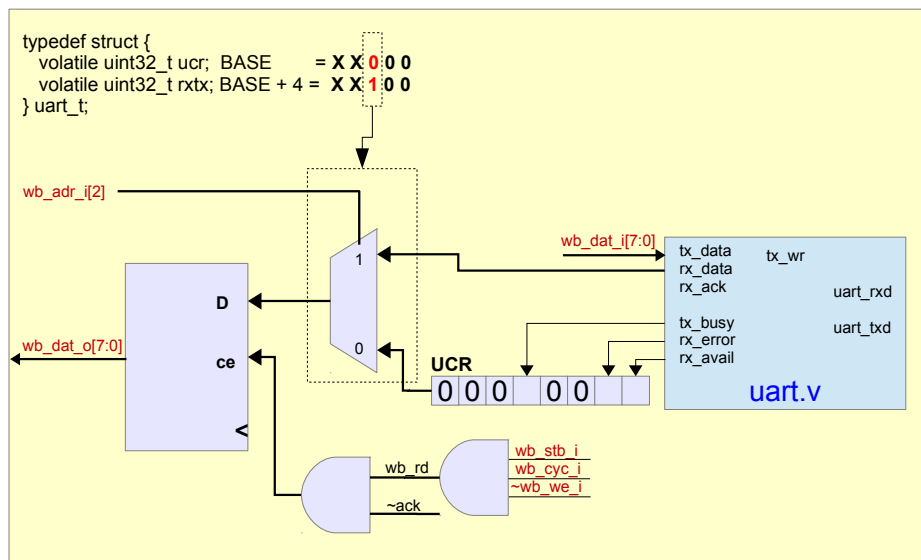 typedef struct {
volatile uint32_t ucr; BASE = X X 0 0 0
volatile uint32_t rxtx; BASE + 4 = X X 1 0 0
} uart_t;
wb_adr_i[2]
wb_dat_i[7:0]
1
tx_data
tx_wr
rx_data
rx_ack
uart_rxd
D
tx_busy
uart_txd
rx_error
0
wb_dat_o[7:0]
ce
UCR
rx_avail
0 0 0 0 0
uart.v
<
wb_stb_i
wb_rd
wb_cyc_i
~wb_we_i
~ack